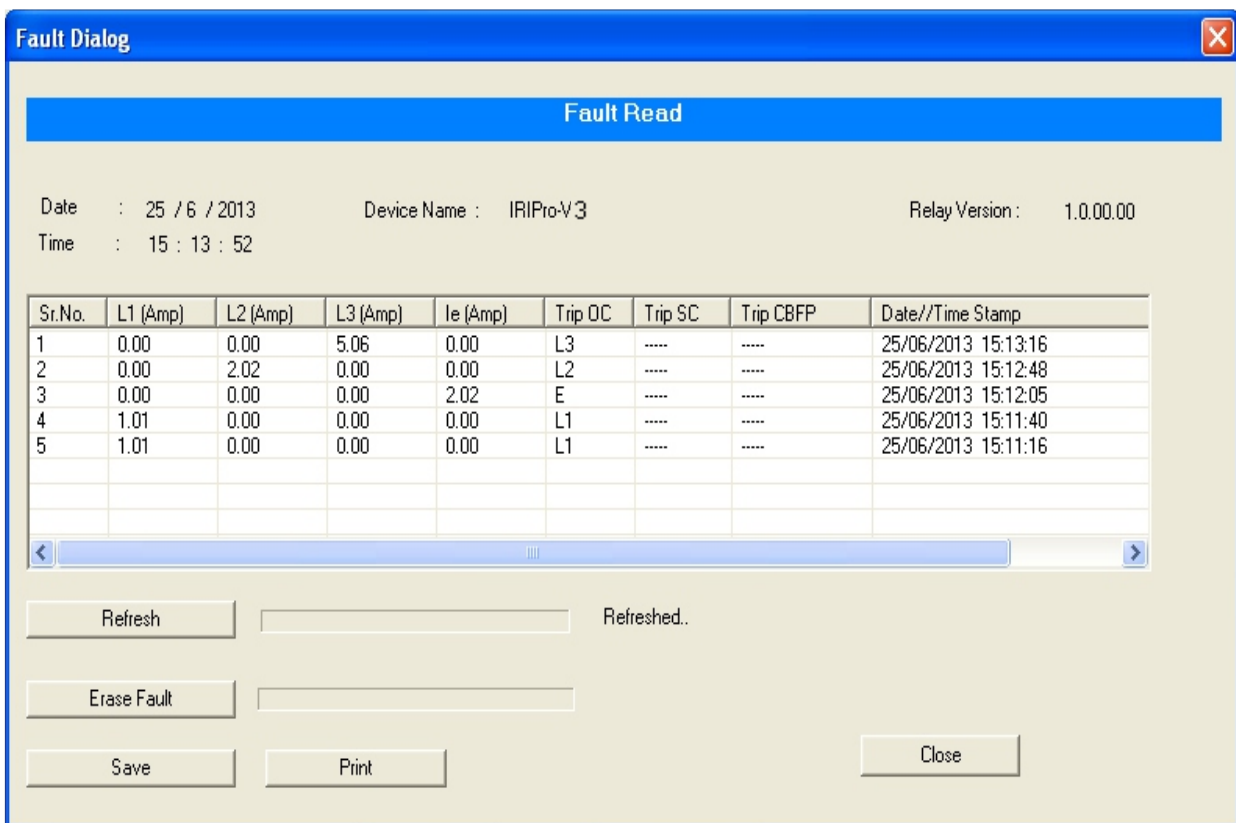 Fault Dialog
Fault Read
Date : 25 / 6 / 2013 Device Name : IRIPro-V3 Relay Version : 1.0.00.00
Time : 15 : 13 : 52
Sr.No. L1 (Amp) L2 (Amp) L3 (Amp) Ie (Amp) Trip OC Trip SC Trip CBFP Date//Time Stamp
1 0.00 0.00 5.06 0.00 L3 ----- ----- 25/06/2013 15:13:16
2 0.00 2.02 0.00 0.00 L2 ----- ----- 25/06/2013 15:12:48
3 0.00 0.00 0.00 2.02 E ----- ----- 25/06/2013 15:12:05
4 1.01 0.00 0.00 0.00 L1 ----- ----- 25/06/2013 15:11:40
5 1.01 0.00 0.00 0.00 L1 ----- ----- 25/06/2013 15:11:16
Refresh Refreshed..
Erase Fault
Save Print Close